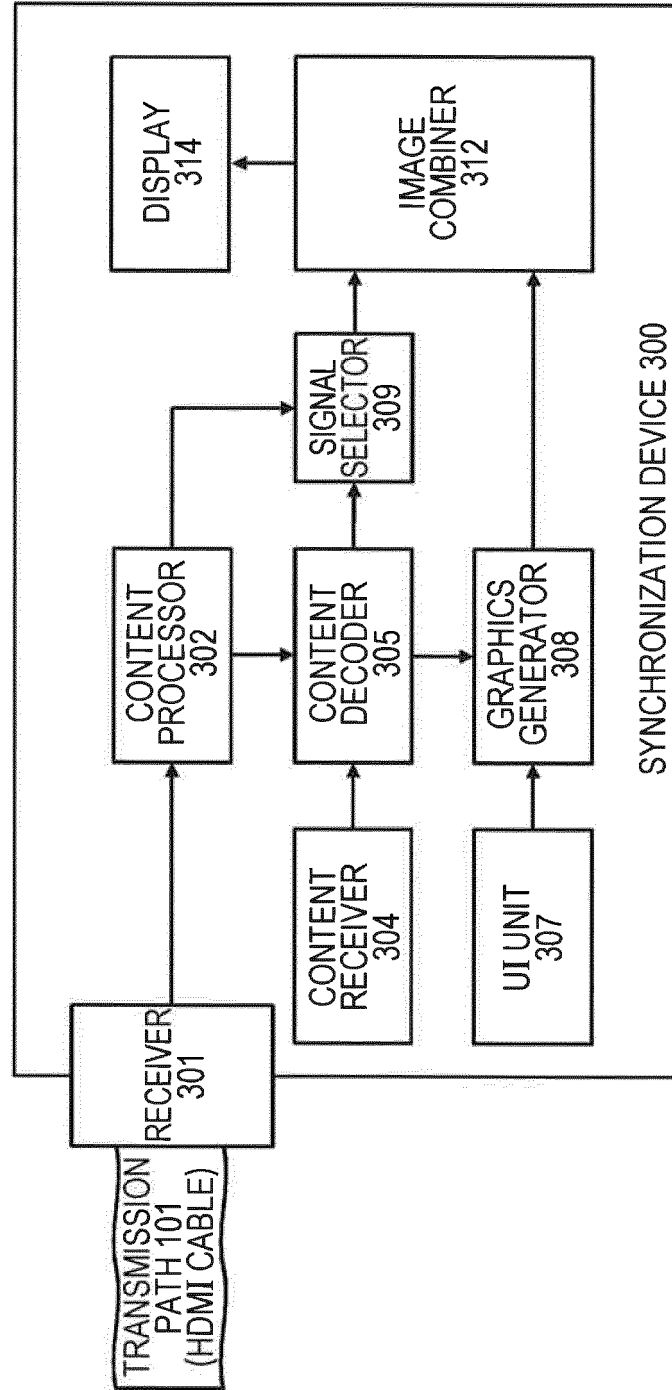 TRANSMISSION
PATH 101
(HDMI CABLE)
RECEIVER
301
CONTENT
PROCESSOR
302
DISPLAY
314
CONTENT
RECEIVER
304
CONTENT
DECODER
305
SIGNAL
SELECTOR
309
IMAGE
COMBINER
312
UI UNIT
307
GRAPHICS
GENERATOR
308
SYNCHRONIZATION DEVICE 300